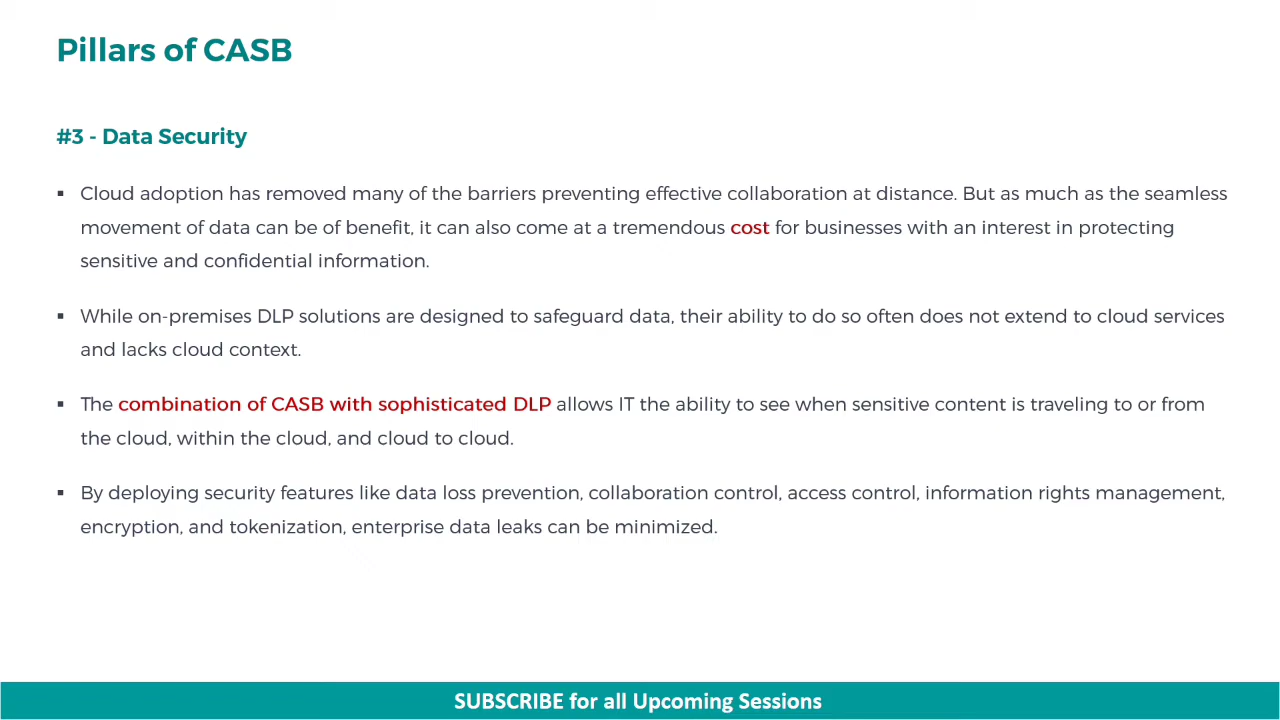 Pillars of CASB
#3 - Data Security
▪ Cloud adoption has removed many of the barriers preventing effective collaboration at distance. But as much as the seamless
movement of data can be of benefit, it can also come at a tremendous cost for businesses with an interest in protecting
sensitive and confidential information.
▪ While on-premises DLP solutions are designed to safeguard data, their ability to do so often does not extend to cloud services
and lacks cloud context.
▪ The combination of CASB with sophisticated DLP allows IT the ability to see when sensitive content is traveling to or from
the cloud, within the cloud, and cloud to cloud.
▪ By deploying security features like data loss prevention, collaboration control, access control, information rights management,
encryption, and tokenization, enterprise data leaks can be minimized.
SUBSCRIBE for all Upcoming Sessions